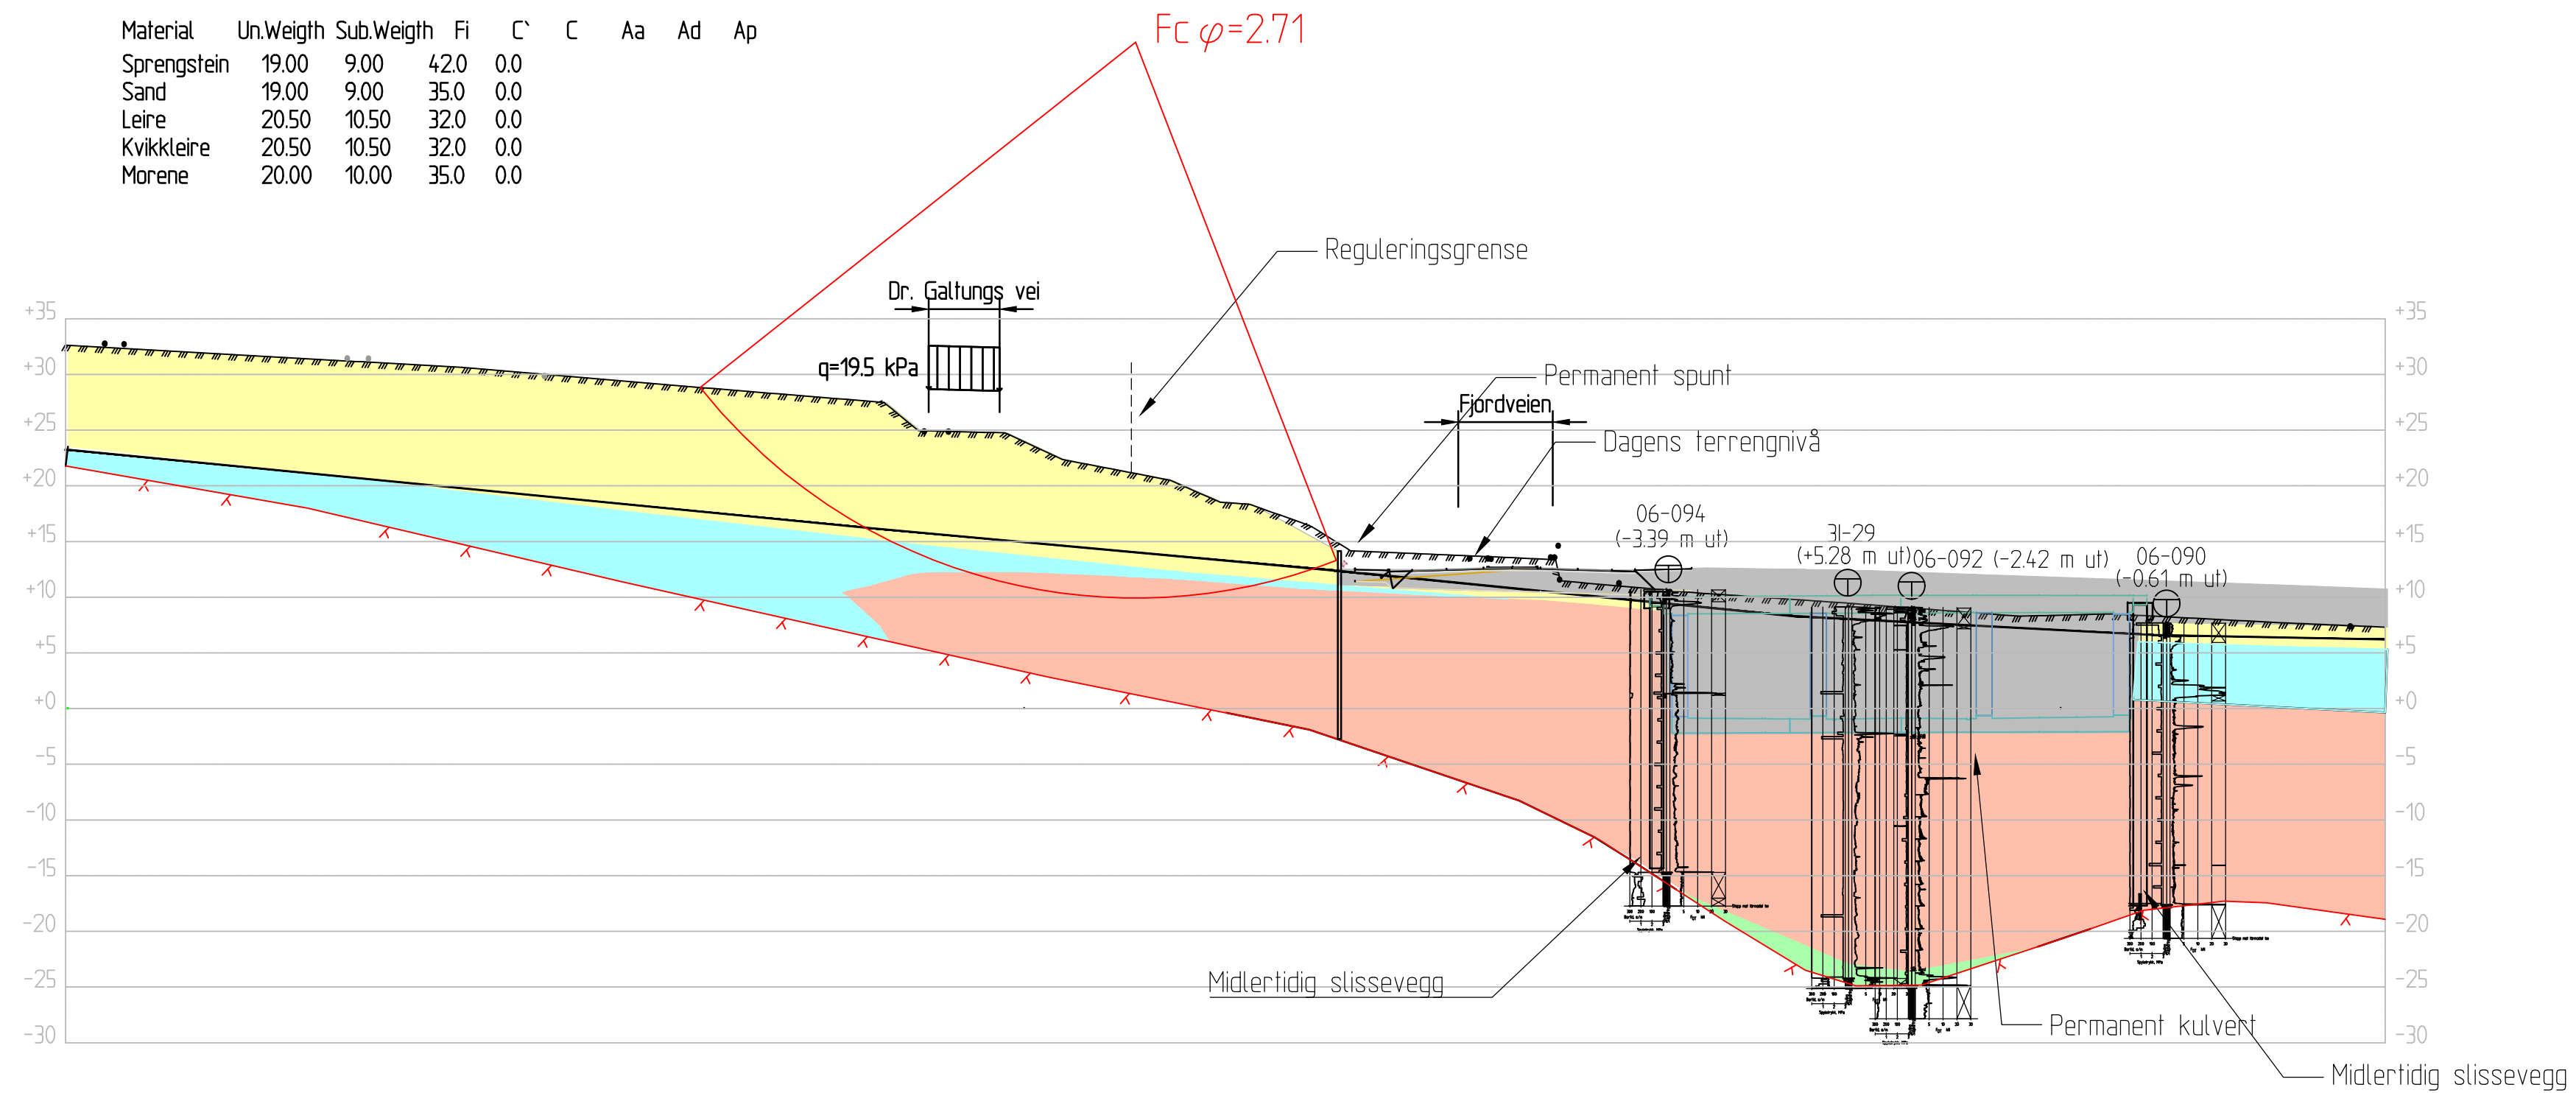 Material Un.Weigth Sub.Weigth Fi C` C Aa Ad Ap
Sprengstein 19.00 9.00 42.0 0.0
Sand 19.00 9.00 35.0 0.0
Leire 20.50 10.50 32.0 0.0
Kvikkleire 20.50 10.50 32.0 0.0
Morene 20.00 10.00 35.0 0.0
Fc φ=2.71
Reguleringsgrense
Dr. Galtungs vei
q=19.5 kPa
Permanent spunt
Fjordveien
Dagens terrengnivå
06-094
(-3.39 m ut)
31-29
(+5.28 m ut)
06-092 (-2.42 m ut)
06-090
(-0.61 m ut)
+35 +35
+30 +30
+25 +25
+20 +20
+15 +15
+10 +10
+5 +5
+0 +0
-5 -5
-10 -10
-15 -15
-20 -20
-25 -25
-30 -30
Midlertidig slissevegg
Permanent kulvert
Midlertidig slissevegg